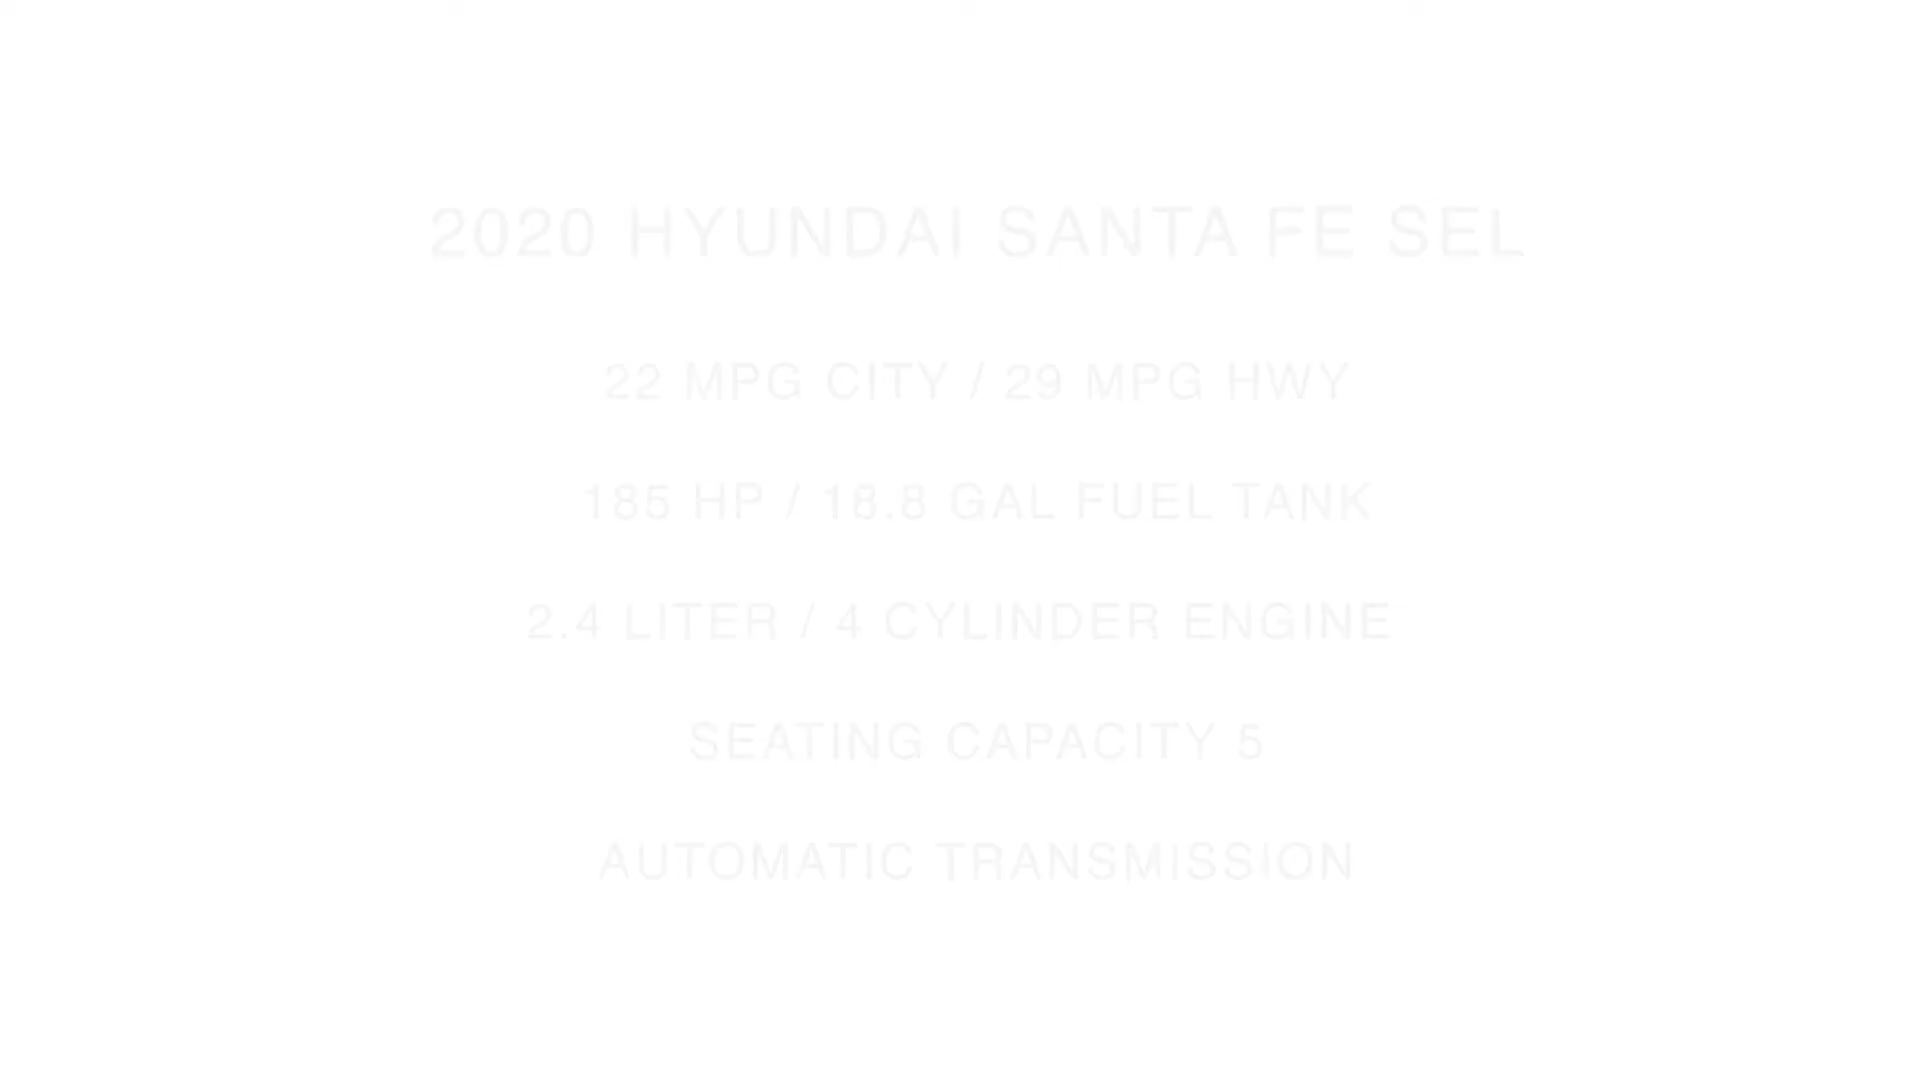 2020 HYUNDAI SANTA FE SEL
22 MPG CITY / 29 MPG HWY
185 HP / 18.8 GAL FUEL TANK
2.4 LITER / 4 CYLINDER ENGINE
SEATING CAPACITY 5
AUTOMATIC TRANSMISSION